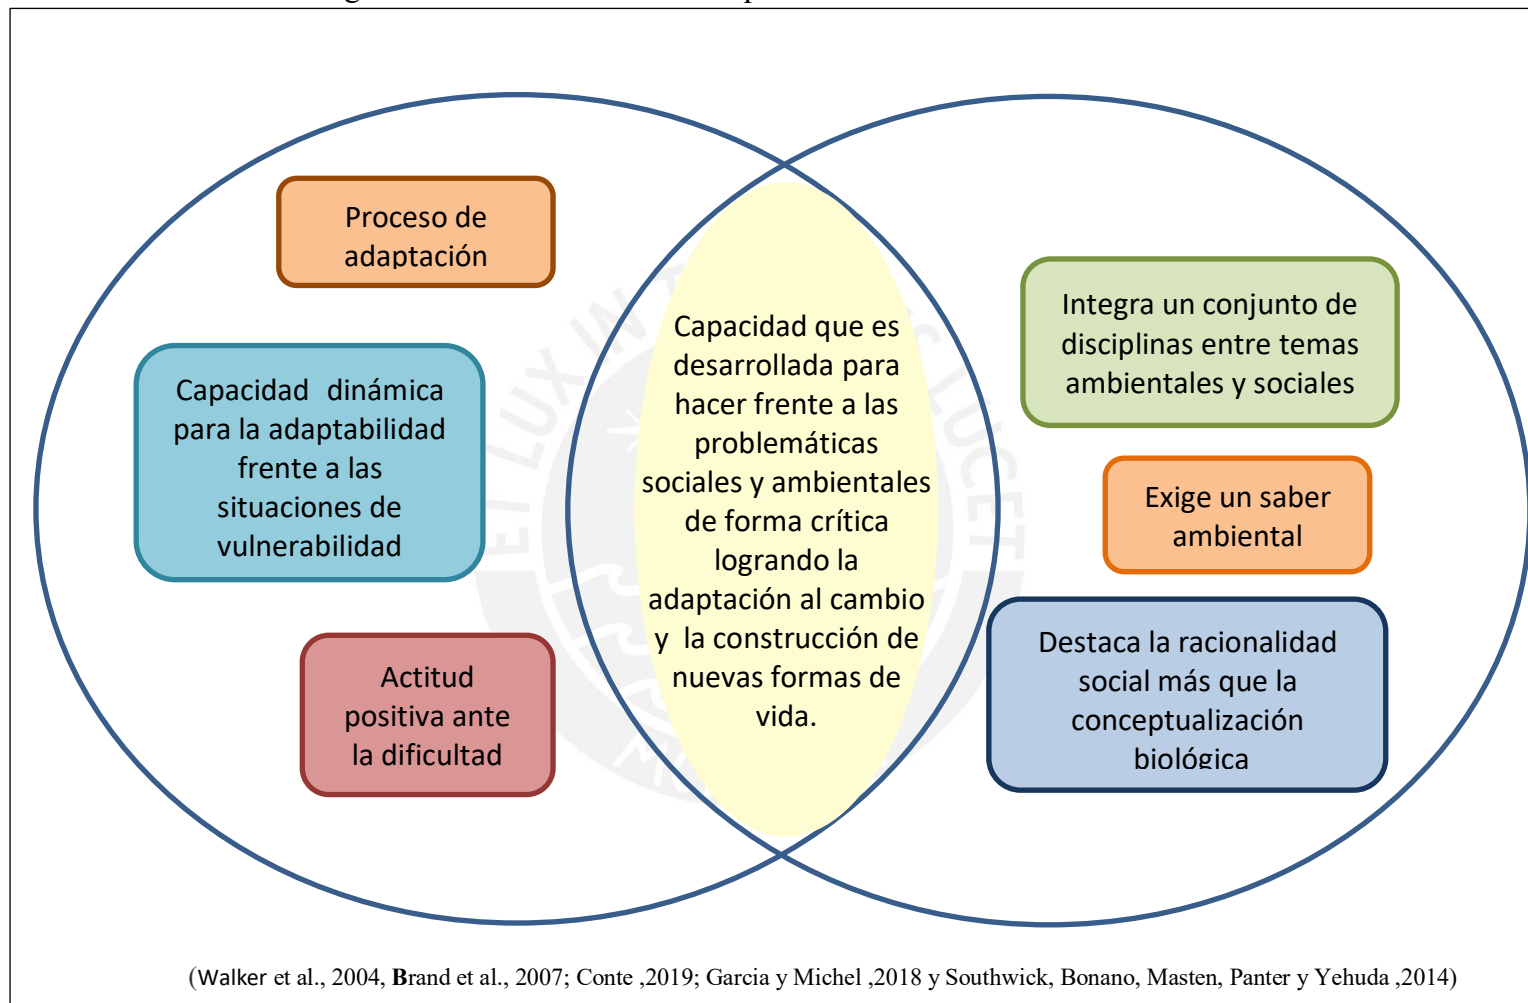 Proceso de
adaptación
Capacidad dinámica
para la adaptabilidad
frente a las
situaciones de
vulnerabilidad
Actitud
positiva ante
la dificultad
Capacidad que es
desarrollada para
hacer frente a las
problemáticas
sociales y ambientales
de forma crítica
logrando la
adaptación al cambio
y la construcción de
nuevas formas de
vida.
Integra un conjunto de
disciplinas entre temas
ambientales y sociales
Exige un saber
ambiental
Destaca la racionalidad
social más que la
conceptualización
biológica
ET LUX IN
LUCET
(Walker et al., 2004, Brand et al., 2007; Conte ,2019; Garcia y Michel ,2018 y Southwick, Bonano, Masten, Panter y Yehuda ,2014)